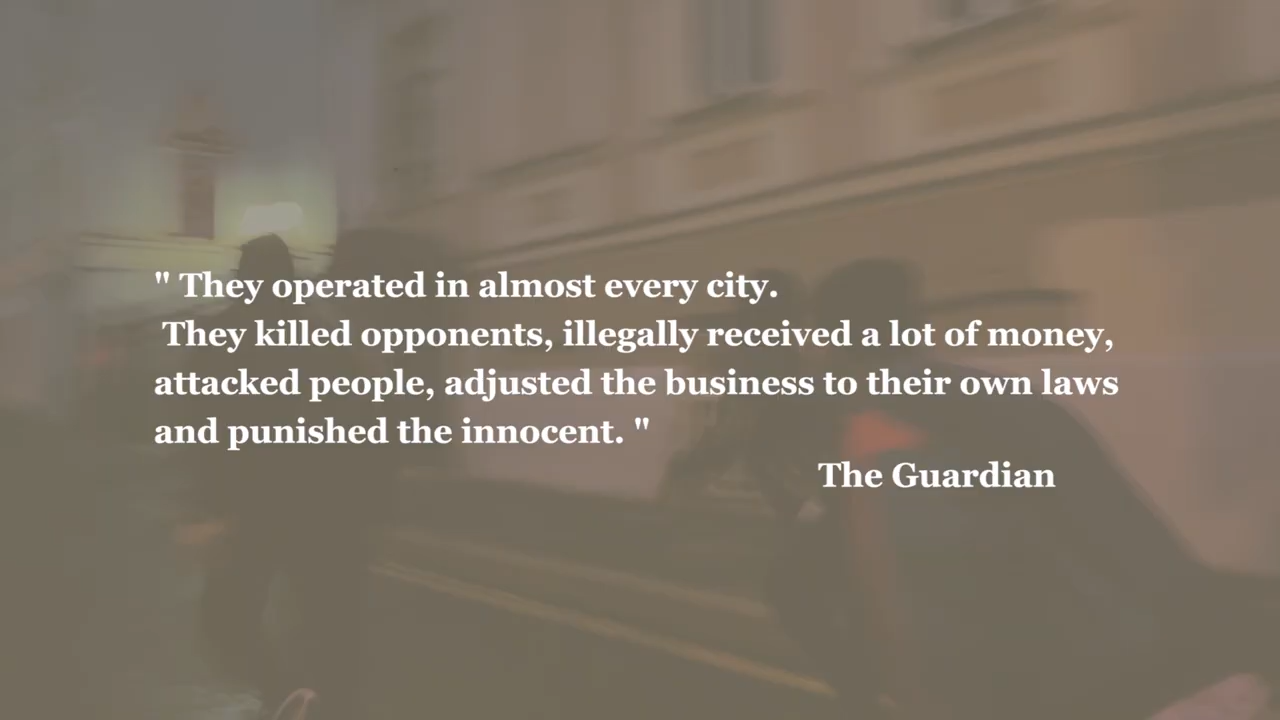 " They operated in almost every city.
They killed opponents, illegally received a lot of money,
attacked people, adjusted the business to their own laws
and punished the innocent. "
The Guardian